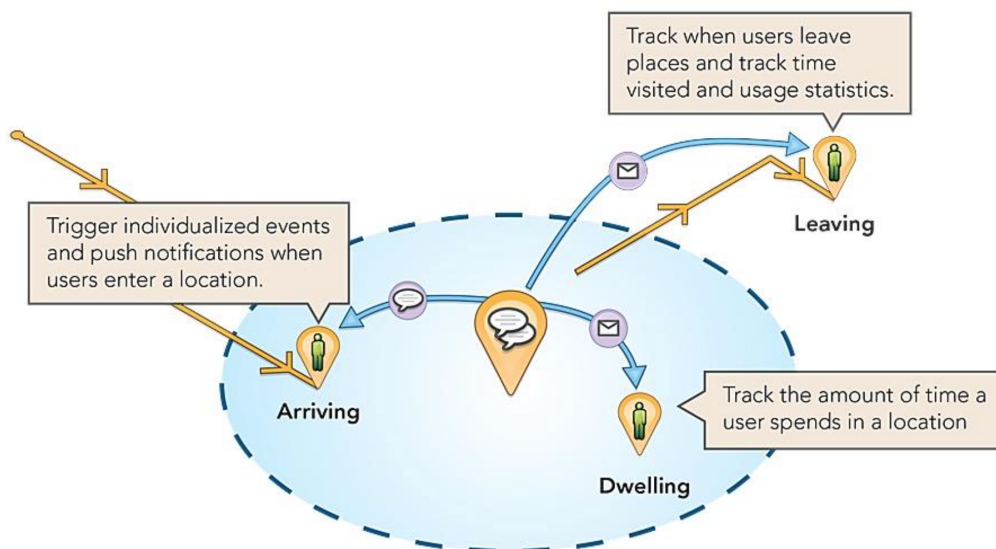 Track when users leave
places and track time
visited and usage statistics.
Leaving
Trigger individualized events
and push notifications when
users enter a location.
Arriving
Track the amount of time a
user spends in a location
Dwelling